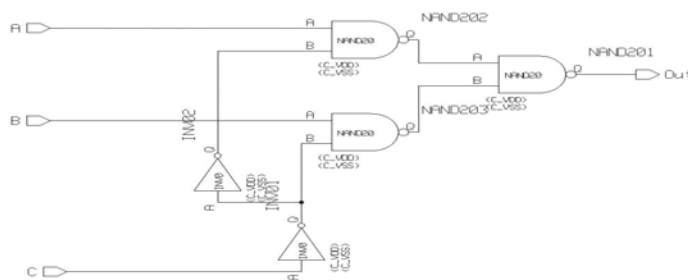 NAND202
A
A
Q
B
NAND20
NAND201
(C_VDD)
(C_VSS)
A
Q
B
NAND20
Out
(C_VDD)
(C_VSS)
NAND203
INV02
A
Q
B
B
NAND20
(C_VDD)
(C_VSS)
Q
INV0
(C_VDD)
(C_VSS)
INV01
A
Q
INV0
(C_VDD)
(C_VSS)
C
A